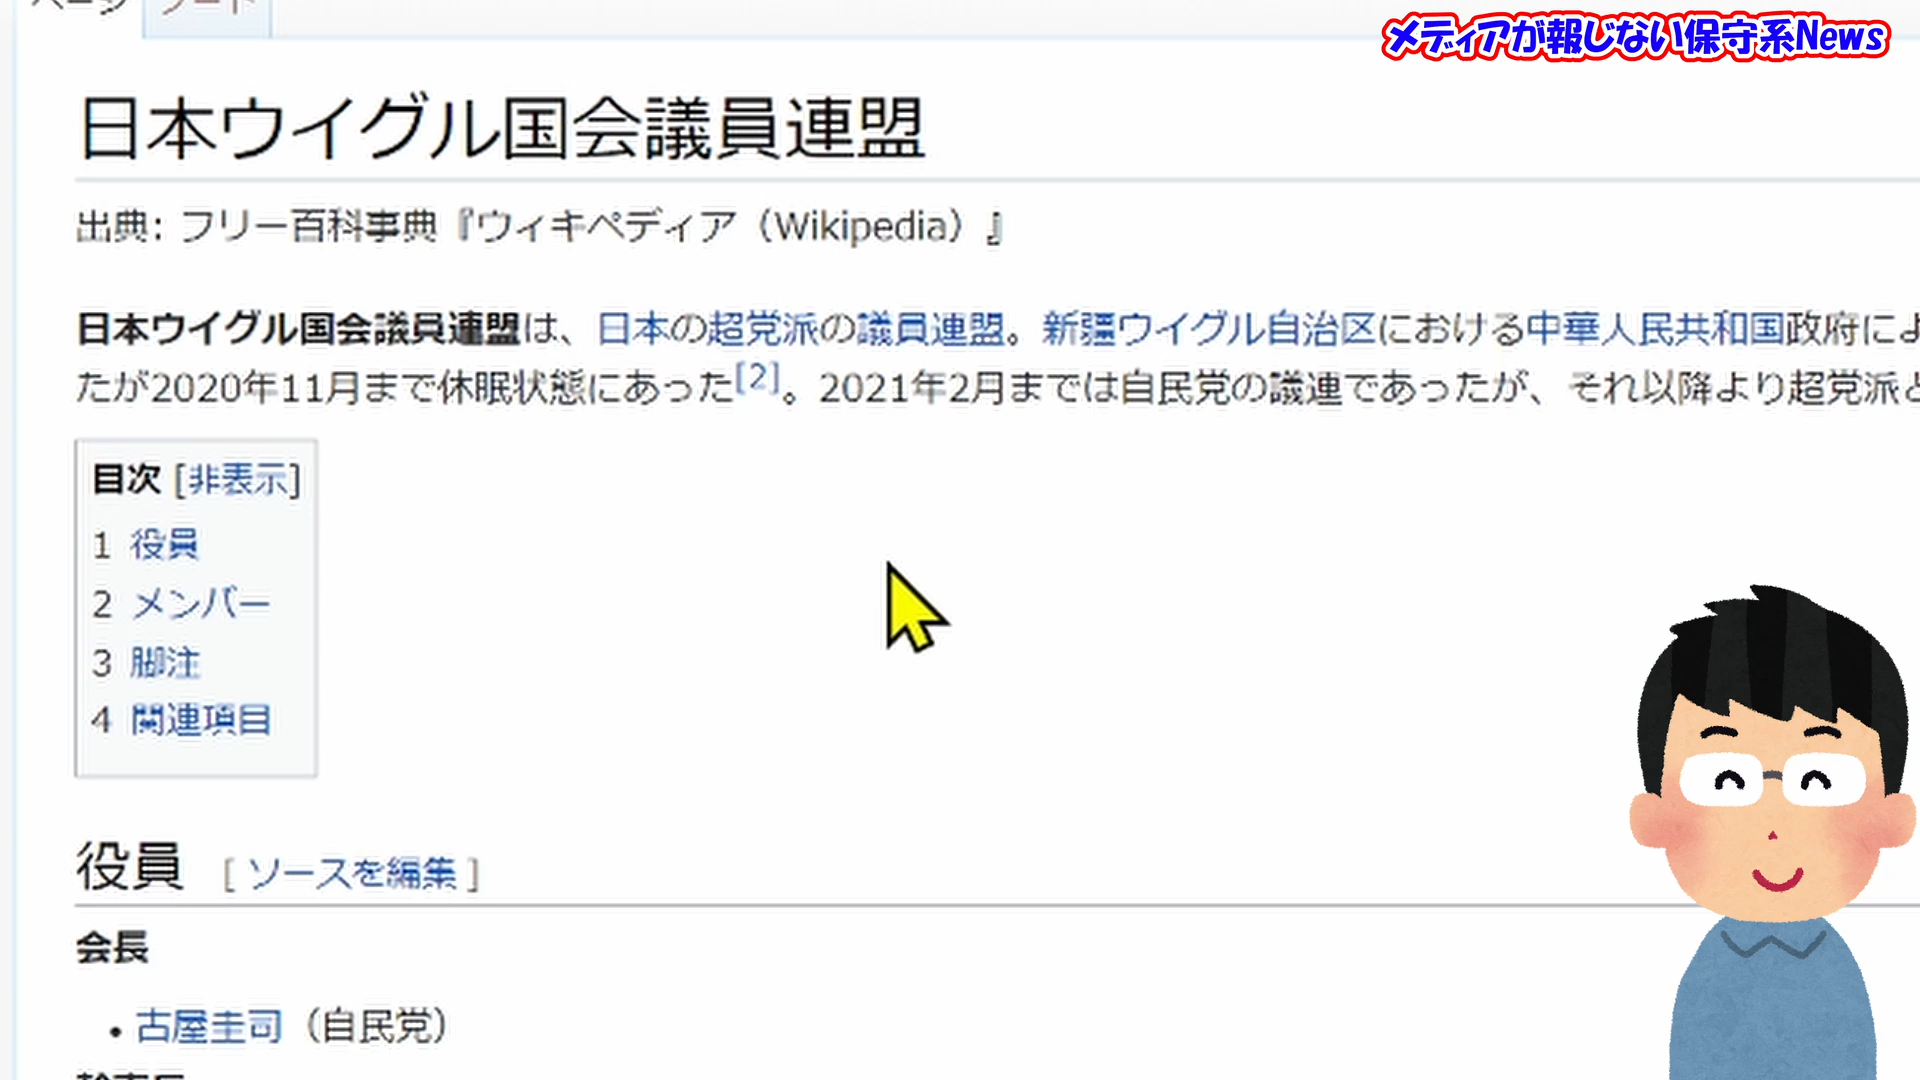 メディアが報じない保守系News
日本ウイグル国会議員連盟
出典: フリー百科事典『ウィキペディア（Wikipedia）』
日本ウイグル国会議員連盟は、日本の超党派の議員連盟。新疆ウイグル自治区における中華人民共和国政府によ
たが2020年11月まで休眠状態にあった[2]。2021年2月までは自民党の議連であったが、それ以降より超党派と
目次 [非表示]
1 役員
2 メンバー
3 脚注
4 関連項目
役員 [ ソースを編集 ]
会長
• 古屋圭司（自民党）